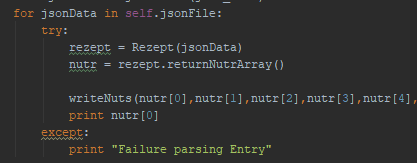 for jsonData in self.jsonFile:
try:
rezept = Rezept(jsonData)
nutr = rezept.returnNutrArray()
writeNuts(nutr[0],nutr[1],nutr[2],nutr[3],nutr[4],
print nutr[0]
except:
print "Failure parsing Entry"